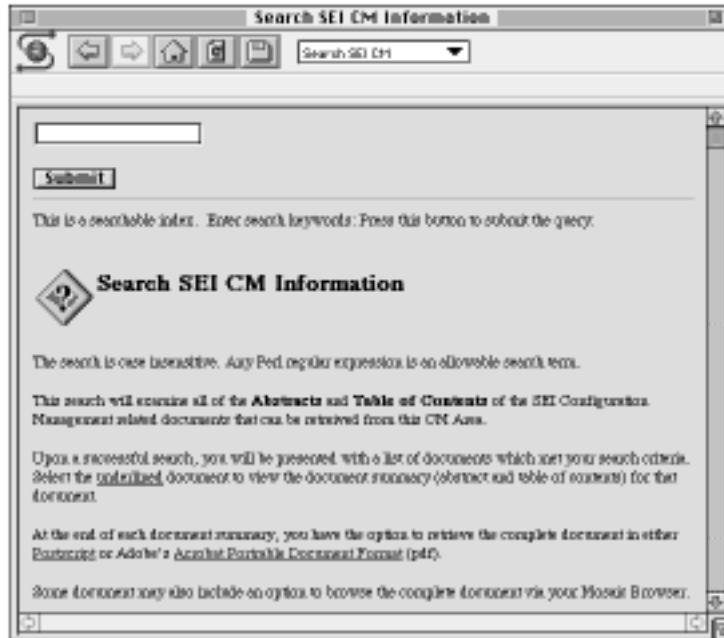 Search SEI CM Information
Search SEI CM
Submit
This is a searchable index. Enter search keywords: Press this button to submit the query.
Search SEI CM Information
The search is case insensitive. Any Perl regular expression is an allowable search term.
This search will examine all of the Abstracts and Table of Contents of the SEI Configuration
Management related documents that can be retreived from this CM Area.
Upon a successful search, you will be presented with a list of documents which met your search criteria.
Select the underlined document to view the document summary (abstract and table of contents) for that
document.
At the end of each document summary, you have the option to retrieve the complete document in either
Postscript or Adobe's Acrobat Portable Document Format (pdf).
Some document may also include an option to browse the complete document via your Mosaic Browser.